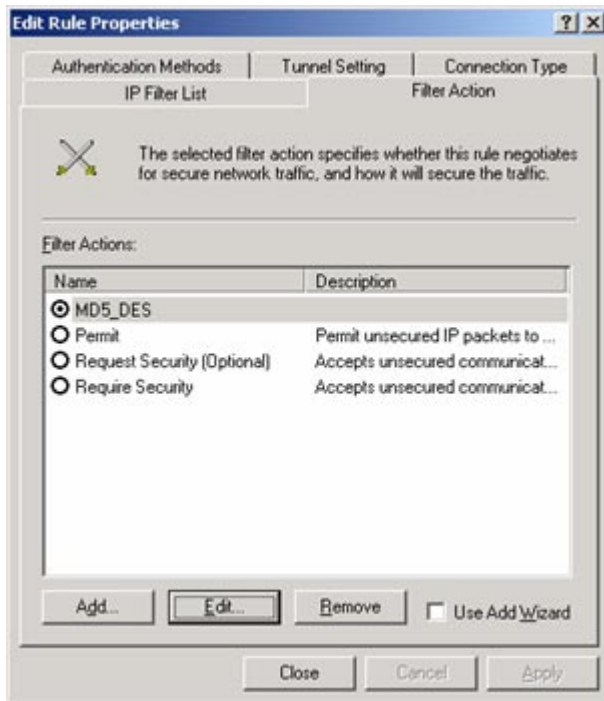 Edit Rule Properties
Authentication Methods Tunnel Setting Connection Type
IP Filter List Filter Action
The selected filter action specifies whether this rule negotiates
for secure network traffic, and how it will secure the traffic.
Filter Actions:
Name Description
MD5_DES
Permit Permit unsecured IP packets to ...
Request Security (Optional) Accepts unsecured communicat...
Require Security Accepts unsecured communicat...
Add... Edit... Remove Use Add Wizard
Close Cancel Apply